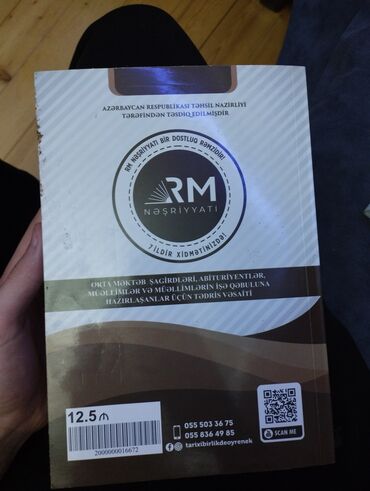 AZƏRBAYCAN RESPUBLİKASI TƏHSİL NAZİRLİYİ
TƏRƏFİNDƏN TƏSDİQ EDİLMİŞDİR
RM NƏŞRİYYATI BİR DOSTLUQ RƏMZİDİR!
RM
NƏŞRİYYATI
7 İLDİR XİDMƏTİNİZDƏ!
ORTA MƏKTƏB ŞAGİRDLƏRİ, ABİTURİYENTLƏR,
MÜƏLLİMLƏR VƏ MÜƏLLİMLƏRİN İŞƏ QƏBULUNA
HAZIRLAŞANLAR ÜÇÜN TƏDRİS VƏSAİTİ
12.5 ₼
2000000016672
055 503 36 75
055 836 49 85
tarixibirlikdeoyrenek
SCAN ME